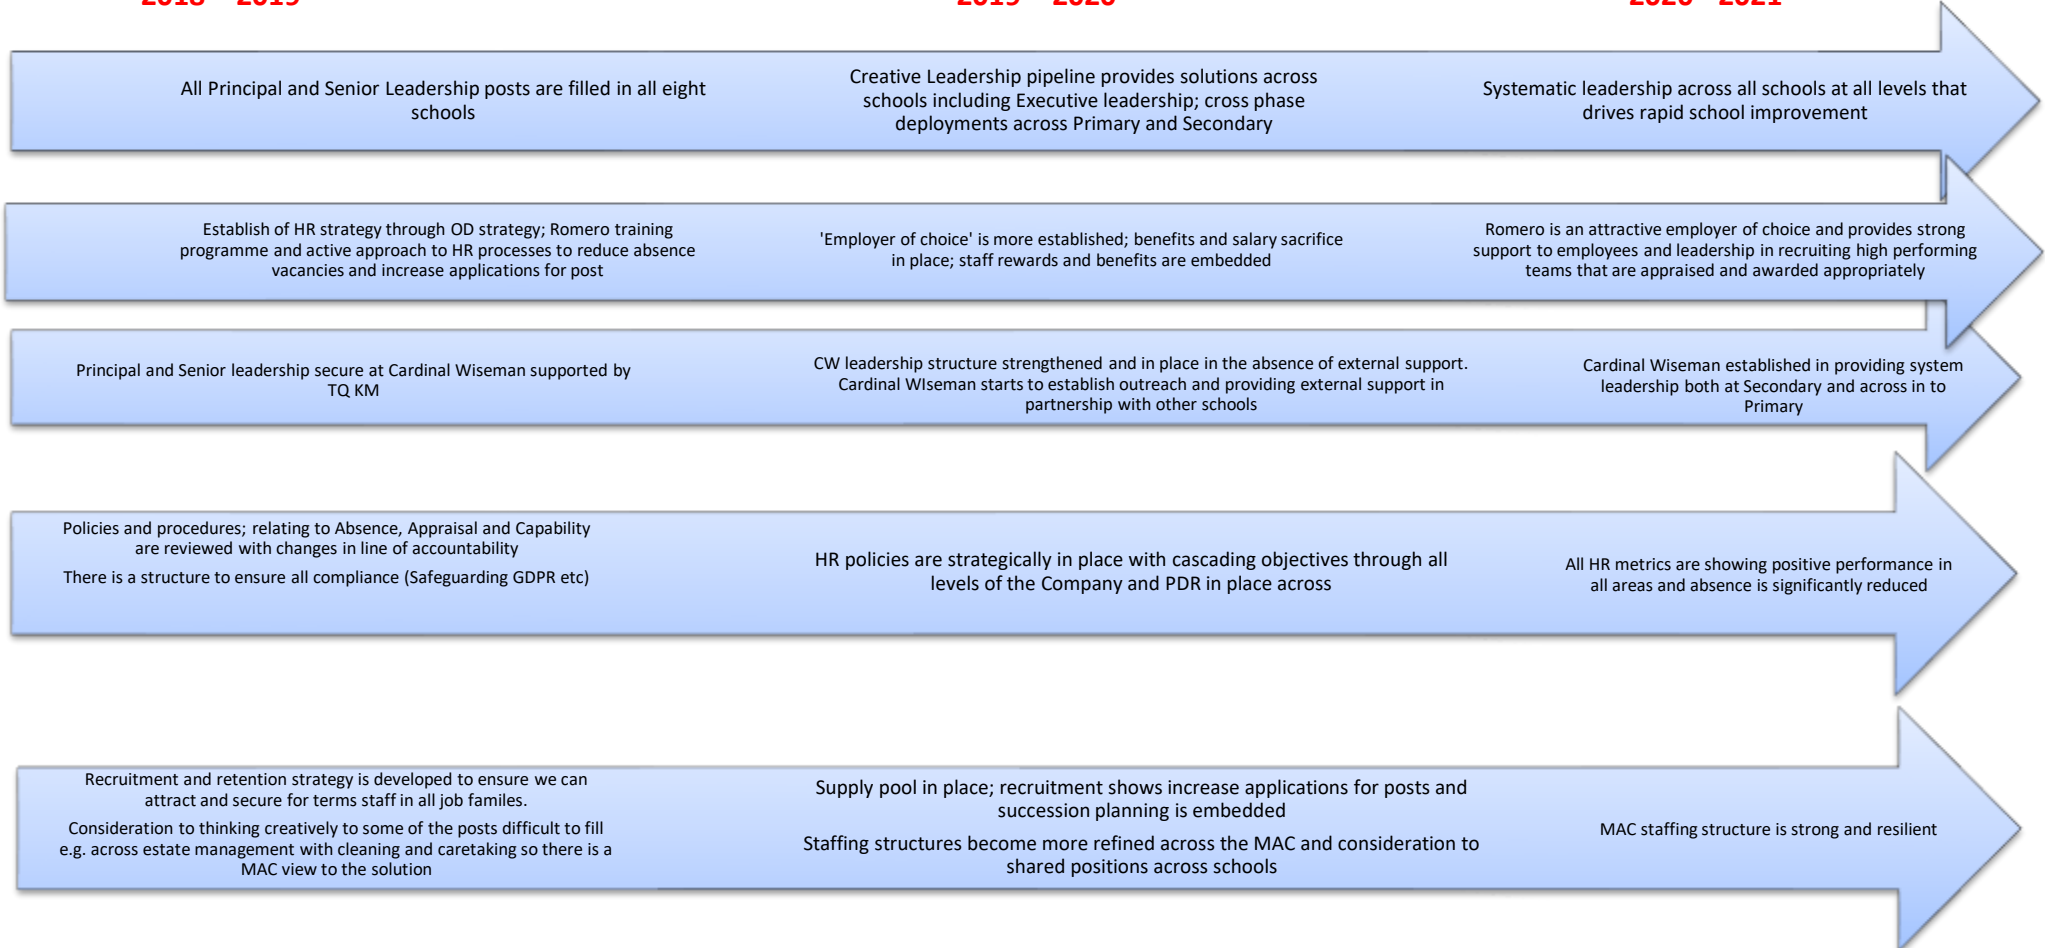 2018 - 2019
2019 - 2020
2020 - 2021
All Principal and Senior Leadership posts are filled in all eight
schools
Creative Leadership pipeline provides solutions across
schools including Executive leadership; cross phase
deployments across Primary and Secondary
Systematic leadership across all schools at all levels that
drives rapid school improvement
Establish of HR strategy through OD strategy; Romero training
programme and active approach to HR processes to reduce absence
vacancies and increase applications for post
'Employer of choice' is more established; benefits and salary sacrifice
in place; staff rewards and benefits are embedded
Romero is an attractive employer of choice and provides strong
support to employees and leadership in recruiting high performing
teams that are appraised and awarded appropriately
Principal and Senior leadership secure at Cardinal Wiseman supported by
TQ KM
CW leadership structure strengthened and in place in the absence of external support.
Cardinal WIseman starts to establish outreach and providing external support in
partnership with other schools
Cardinal Wiseman established in providing system
leadership both at Secondary and across in to
Primary
Policies and procedures; relating to Absence, Appraisal and Capability
are reviewed with changes in line of accountability
There is a structure to ensure all compliance (Safeguarding GDPR etc)
HR policies are strategically in place with cascading objectives through all
levels of the Company and PDR in place across
All HR metrics are showing positive performance in
all areas and absence is significantly reduced
Recruitment and retention strategy is developed to ensure we can
attract and secure for terms staff in all job familes.
Consideration to thinking creatively to some of the posts difficult to fill
e.g. across estate management with cleaning and caretaking so there is a
MAC view to the solution
Supply pool in place; recruitment shows increase applications for posts and
succession planning is embedded
Staffing structures become more refined across the MAC and consideration to
shared positions across schools
MAC staffing structure is strong and resilient